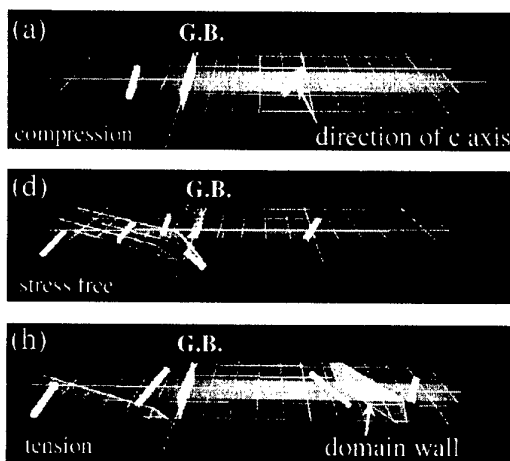 (a)
G.B.
compression
direction of c axis
(d)
G.B.
stress free
(h)
G.B.
tension
domain wall